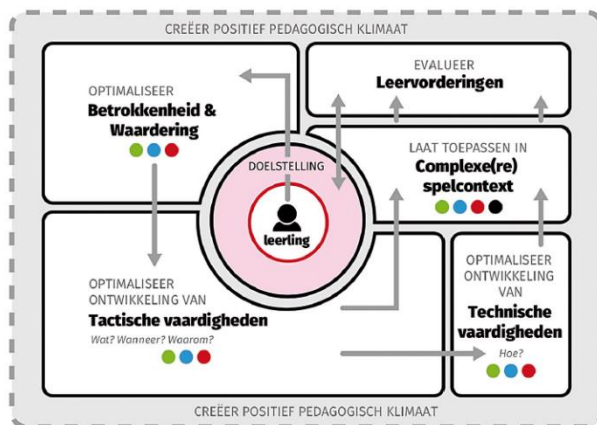 CREËER POSITIEF PEDAGOGISCH KLIMAAT
OPTIMALISEER
Betrokkenheid &
Waardering
EVALUEER
Leervorderingen
DOELSTELLING
leerling
LAAT TOEPASSEN IN
Complexe(re)
spelcontext
OPTIMALISEER
ONTWIKKELING VAN
Tactische vaardigheden
Wat? Wanneer? Waarom?
OPTIMALISEER
ONTWIKKELING
VAN
Technische
vaardigheden
Hoe?
CREËER POSITIEF PEDAGOGISCH KLIMAAT